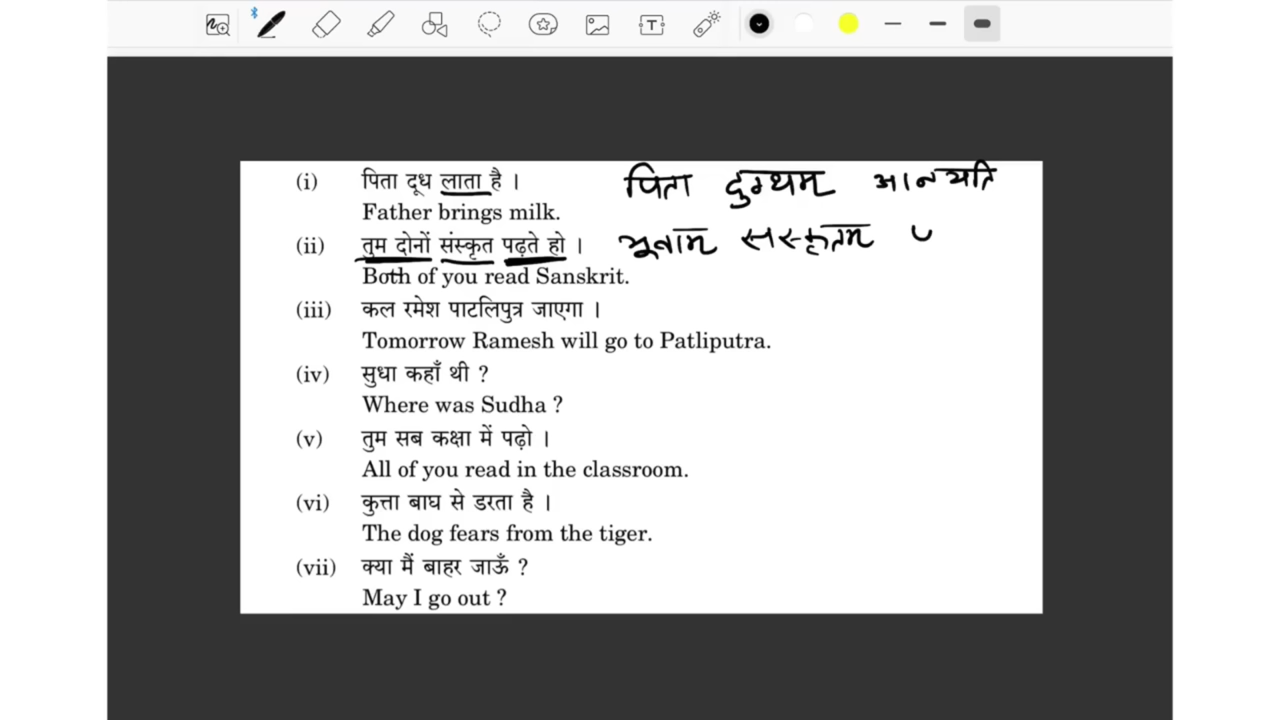 (i) पिता दूध लाता है । पिता दुग्धम आनयति
Father brings milk.
(ii) तुम दोनों संस्कृत पढ़ते हो । संस्कृतम
Both of you read Sanskrit.
(iii) कल रमेश पाटलिपुत्र जाएगा ।
Tomorrow Ramesh will go to Patliputra.
(iv) सुधा कहाँ थी ?
Where was Sudha ?
(v) तुम सब कक्षा में पढ़ो ।
All of you read in the classroom.
(vi) कुत्ता बाघ से डरता है ।
The dog fears from the tiger.
(vii) क्या मैं बाहर जाऊँ ?
May I go out ?